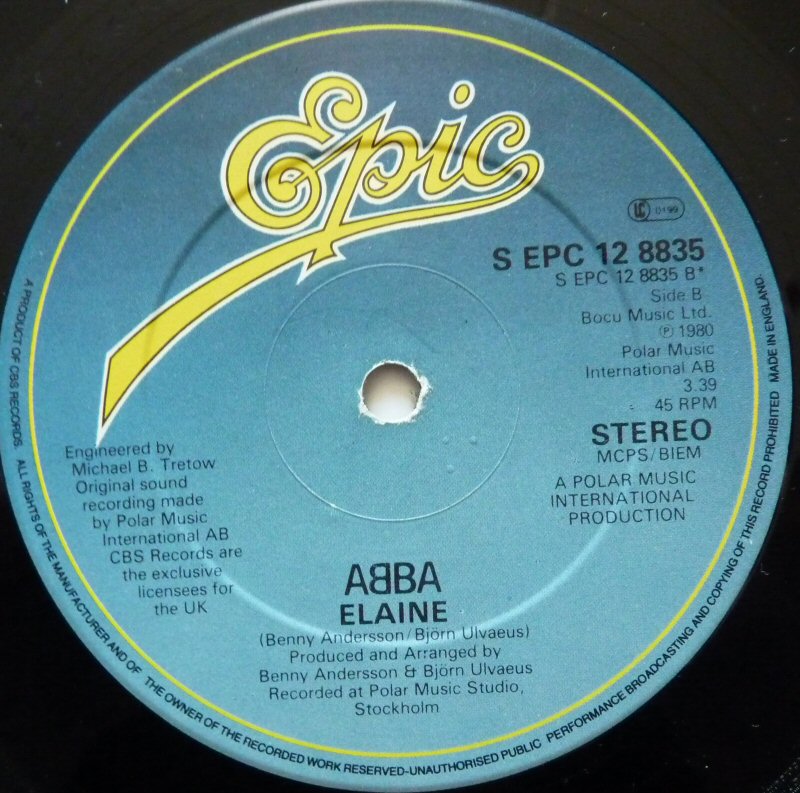 Epic
LC 0199
S EPC 12 8835
S EPC 12 8835 B*
Side B
Bocu Music Ltd.
℗ 1980
Polar Music
International AB
3.39
45 RPM
STEREO
MCPS/BIEM
A POLAR MUSIC
INTERNATIONAL
PRODUCTION
Engineered by
Michael B. Tretow
Original sound
recording made
by Polar Music
International AB
CBS Records are
the exclusive
licensees for
the UK
ABBA
ELAINE
(Benny Andersson/Björn Ulvaeus)
Produced and Arranged by
Benny Andersson & Björn Ulvaeus
Recorded at Polar Music Studio,
Stockholm
A PRODUCT OF CBS RECORDS. ALL RIGHTS OF THE MANUFACTURER AND OF THE OWNER OF THE RECORDED WORK RESERVED-UNAUTHORISED PUBLIC PERFORMANCE BROADCASTING AND COPYING OF THIS RECORD PROHIBITED MADE IN ENGLAND.